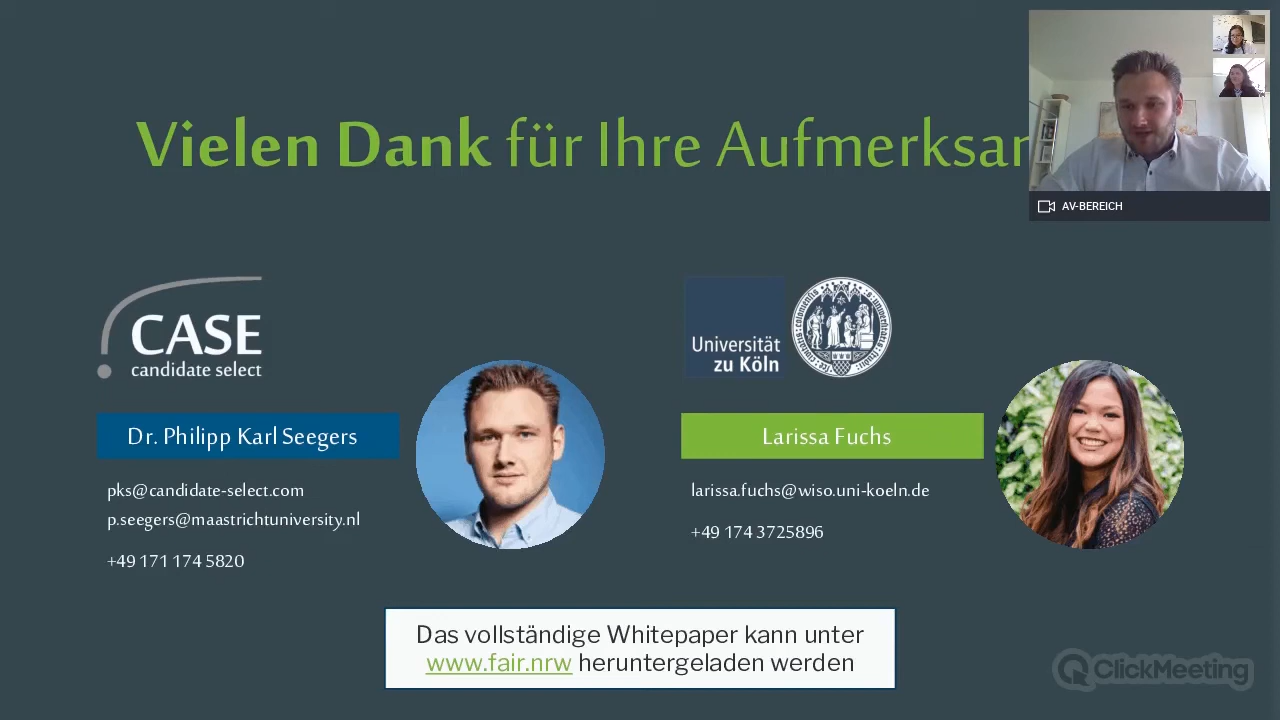 Vielen Dank für Ihre Aufmerksam
AV-BEREICH
CASE
candidate select
Universität
zu Köln
Dr. Philipp Karl Seegers
Larissa Fuchs
pks@candidate-select.com
p.seegers@maastrichtuniversity.nl
+49 171 174 5820
larissa.fuchs@wiso.uni-koeln.de
+49 174 3725896
Das vollständige Whitepaper kann unter
www.fair.nrw heruntergeladen werden
ClickMeeting